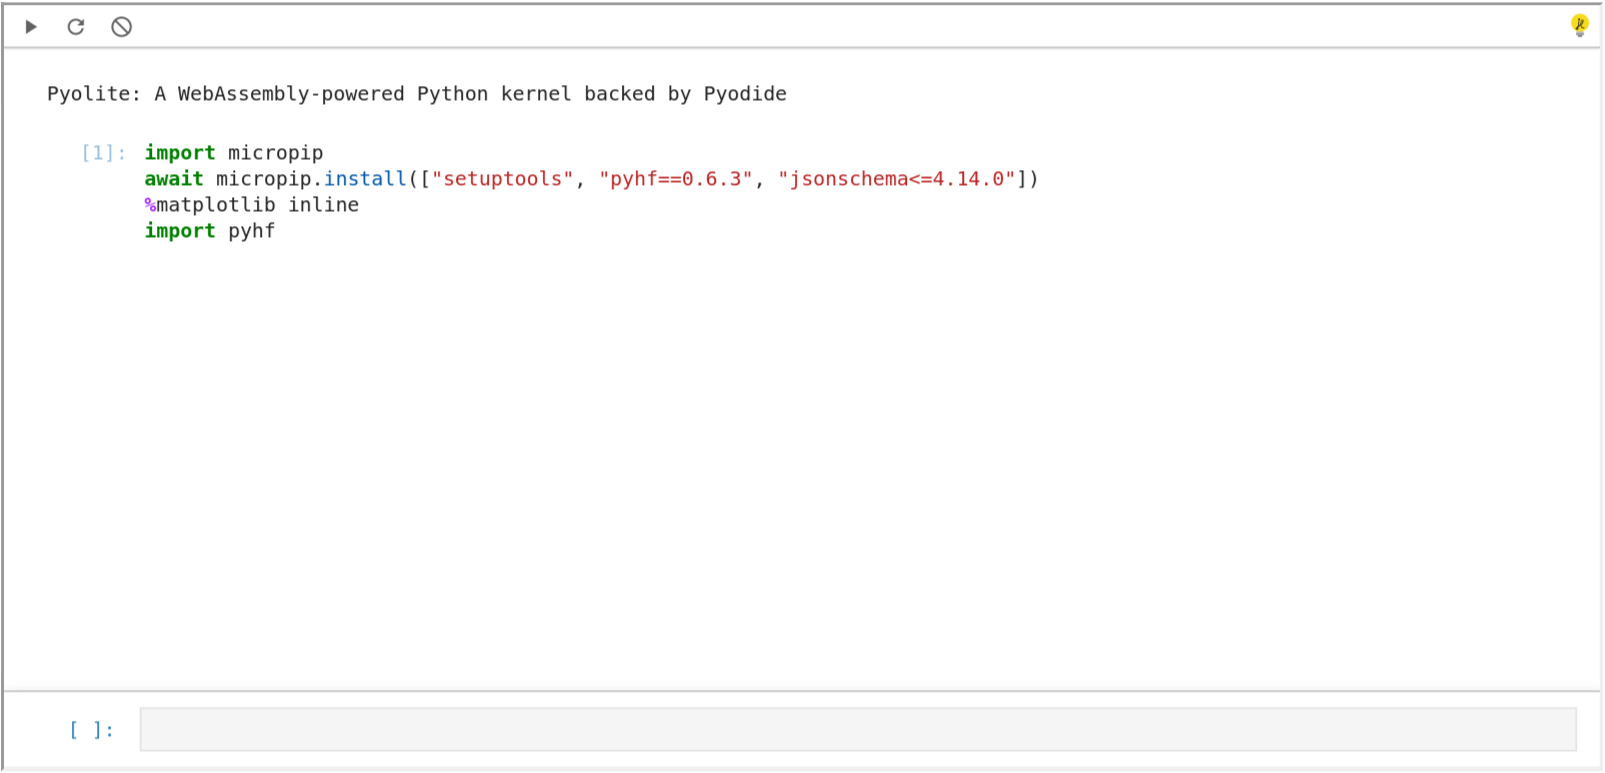 Pyolite: A WebAssembly-powered Python kernel backed by Pyodide
[1]: import micropip
await micropip.install(["setuptools", "pyhf==0.6.3", "jsonschema<=4.14.0"])
%matplotlib inline
import pyhf
[ ]: